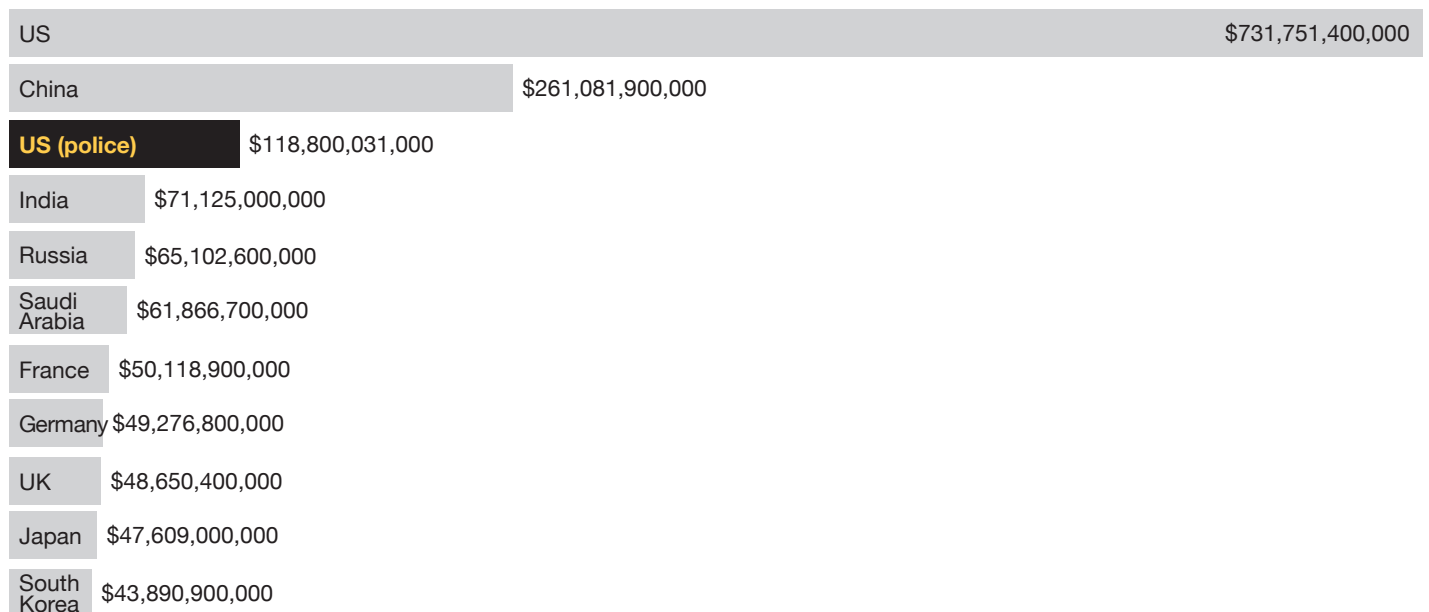 US $731,751,400,000
China $261,081,900,000
US (police) $118,800,031,000
India $71,125,000,000
Russia $65,102,600,000
Saudi
Arabia $61,866,700,000
France $50,118,900,000
Germany $49,276,800,000
UK $48,650,400,000
Japan $47,609,000,000
South
Korea $43,890,900,000